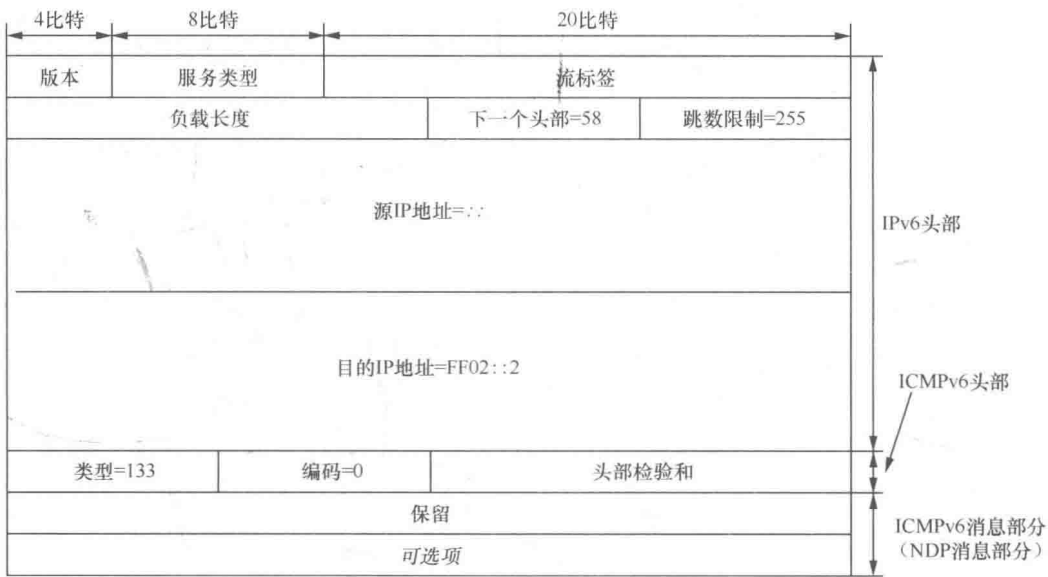 4比特 8比特 20比特
版本 服务类型 流标签
负载长度 下一个头部=58 跳数限制=255
源IP地址=::
IPv6头部
目的IP地址=FF02::2
ICMPv6头部
类型=133 编码=0 头部检验和
保留
ICMPv6消息部分
（NDP消息部分）
可选项